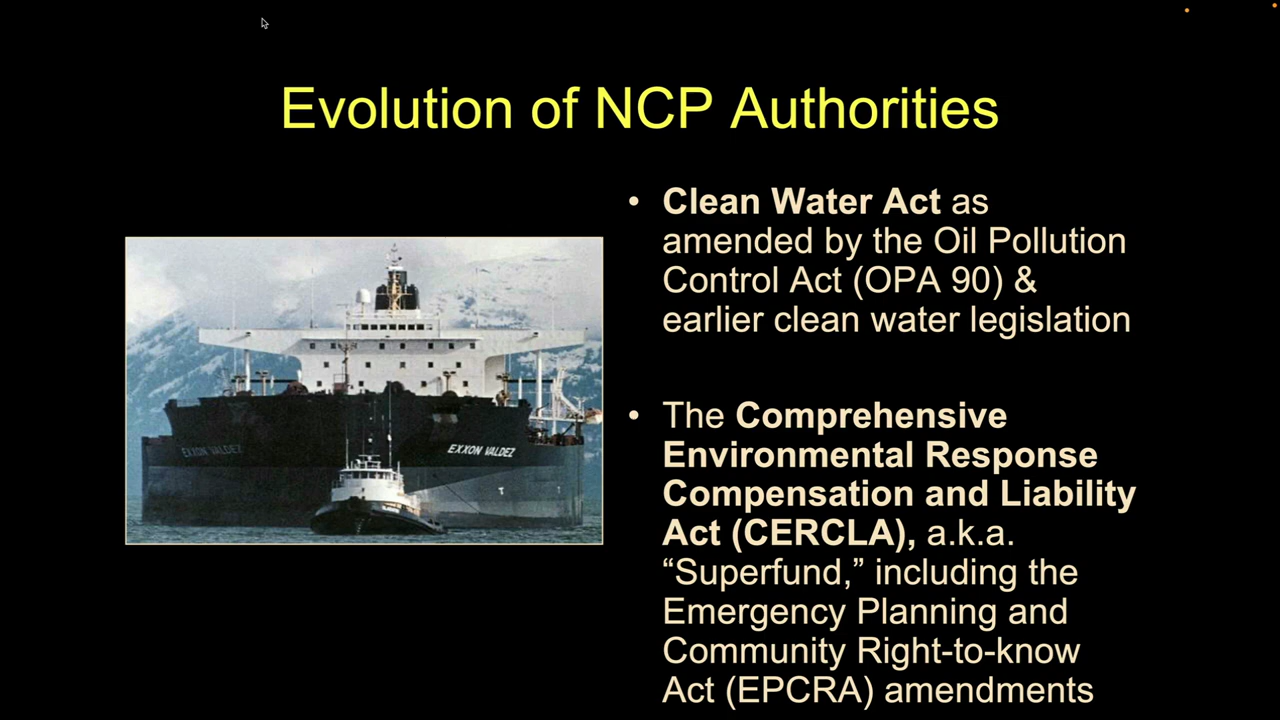 Evolution of NCP Authorities
• Clean Water Act as
amended by the Oil Pollution
Control Act (OPA 90) &
earlier clean water legislation
• The Comprehensive
Environmental Response
Compensation and Liability
Act (CERCLA), a.k.a.
“Superfund,” including the
Emergency Planning and
Community Right-to-know
Act (EPCRA) amendments
EXXON VALDEZ
EXXON VALDEZ